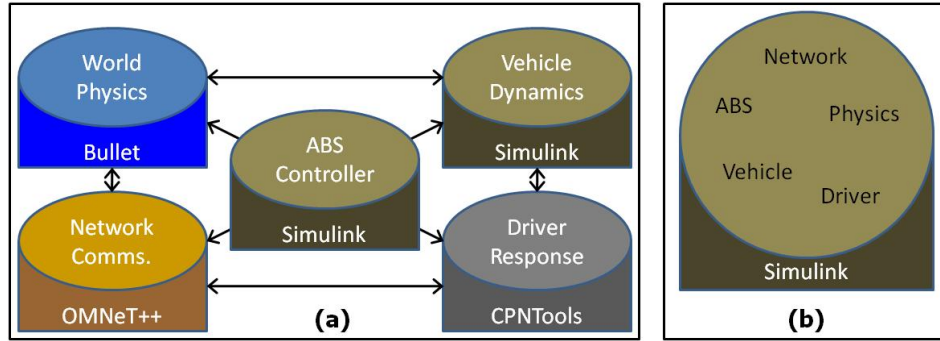 World
Physics
Bullet
Vehicle
Dynamics
Simulink
ABS
Controller
Simulink
Network
Comms.
OMNeT++
Driver
Response
CPNTools
(a)
Network
ABS
Physics
Vehicle
Driver
Simulink
(b)